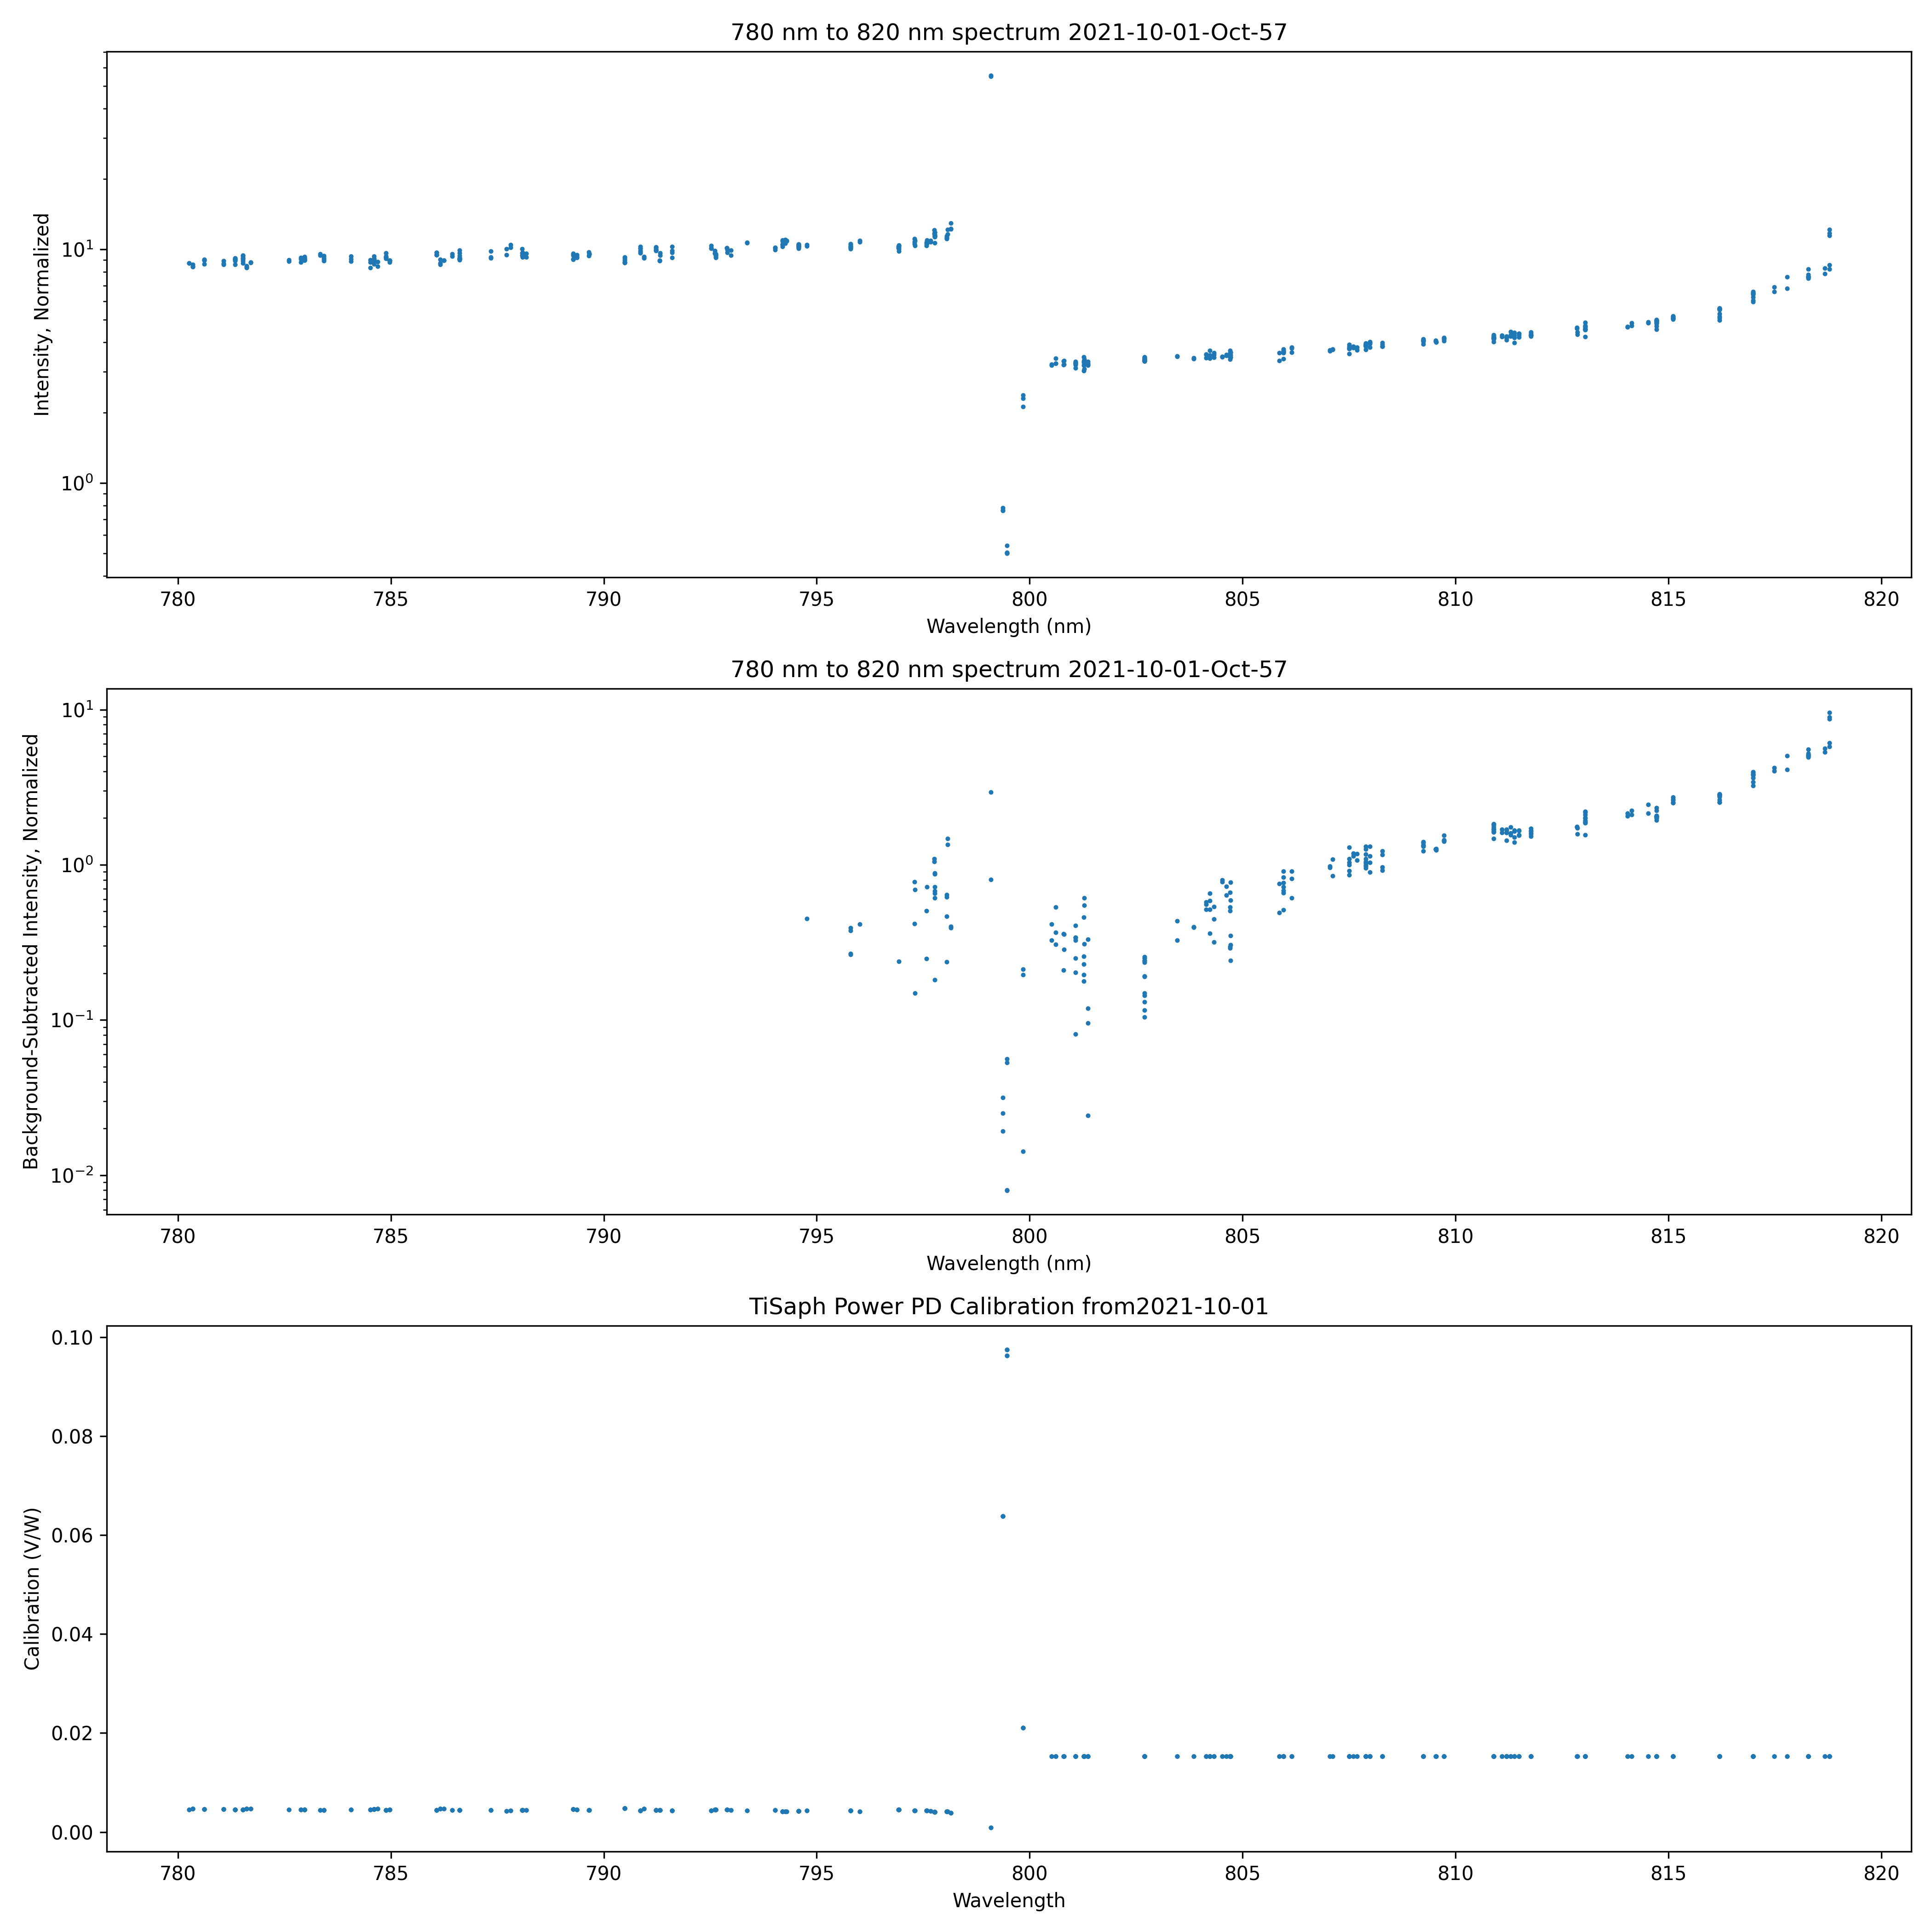 780 nm to 820 nm spectrum 2021-10-01-Oct-57
Intensity, Normalized
10¹
10⁰
780 785 790 795 800 805 810 815 820
Wavelength (nm)
780 nm to 820 nm spectrum 2021-10-01-Oct-57
Background-Subtracted Intensity, Normalized
10¹
10⁰
10⁻¹
10⁻²
780 785 790 795 800 805 810 815 820
Wavelength (nm)
TiSaph Power PD Calibration from2021-10-01
Calibration (V/W)
0.10
0.08
0.06
0.04
0.02
0.00
780 785 790 795 800 805 810 815 820
Wavelength